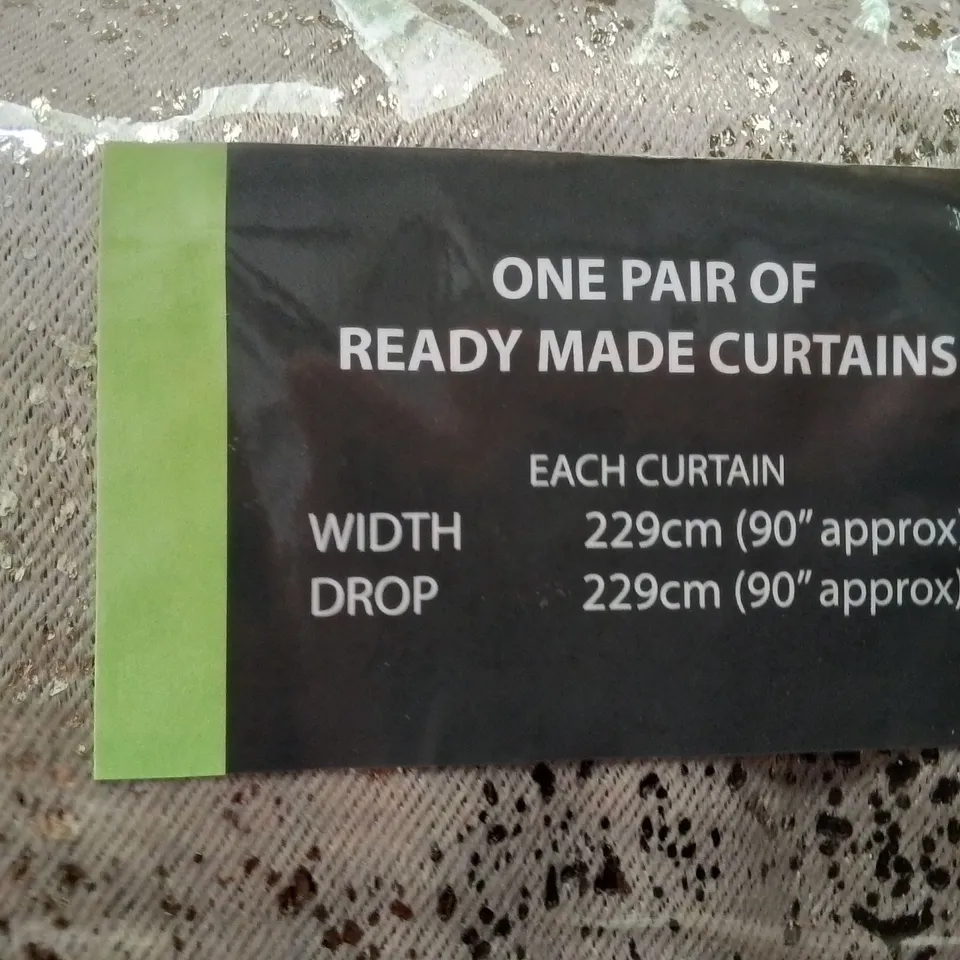 ONE PAIR OF
READY MADE CURTAINS
EACH CURTAIN
WIDTH 229cm (90" approx)
DROP 229cm (90" approx)